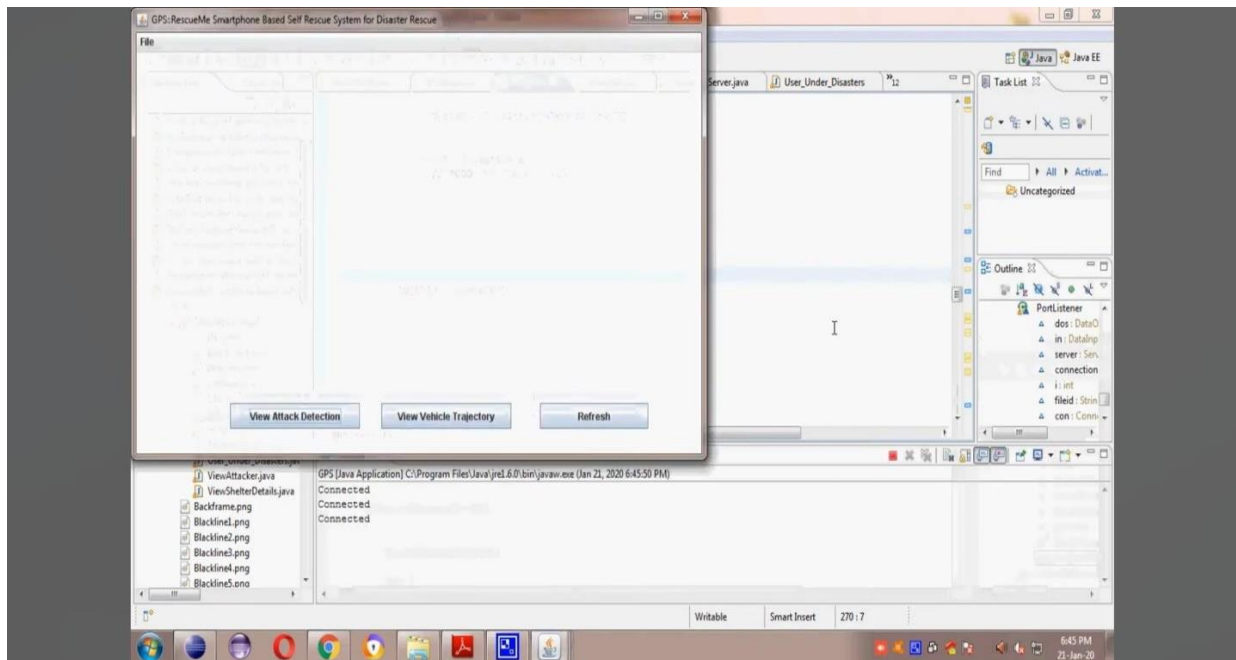 GPS:RescueMe Smartphone Based Self Rescue System for Disaster Rescue
File
View Attack Detection
View Vehicle Trajectory
Refresh
Java
Java EE
Server.java
User_Under_Disasters
12
Task List
Find
All
Activat...
Uncategorized
Outline
PortListener
dos : DataO
in : DataInp
server : Serv
connection
i : int
fileid : Strin
con : Conn
ViewAttacker.java
ViewShelterDetails.java
Backframe.png
Blackline1.png
Blackline2.png
Blackline3.png
Blackline4.png
Blackline5.png
GPS [Java Application] C:\Program Files\Java\jre1.6.0\bin\javaw.exe (Jan 21, 2020 6:45:50 PM)
Connected
Connected
Connected
Writable
Smart Insert
270 : 7
6:45 PM
21-Jan-20